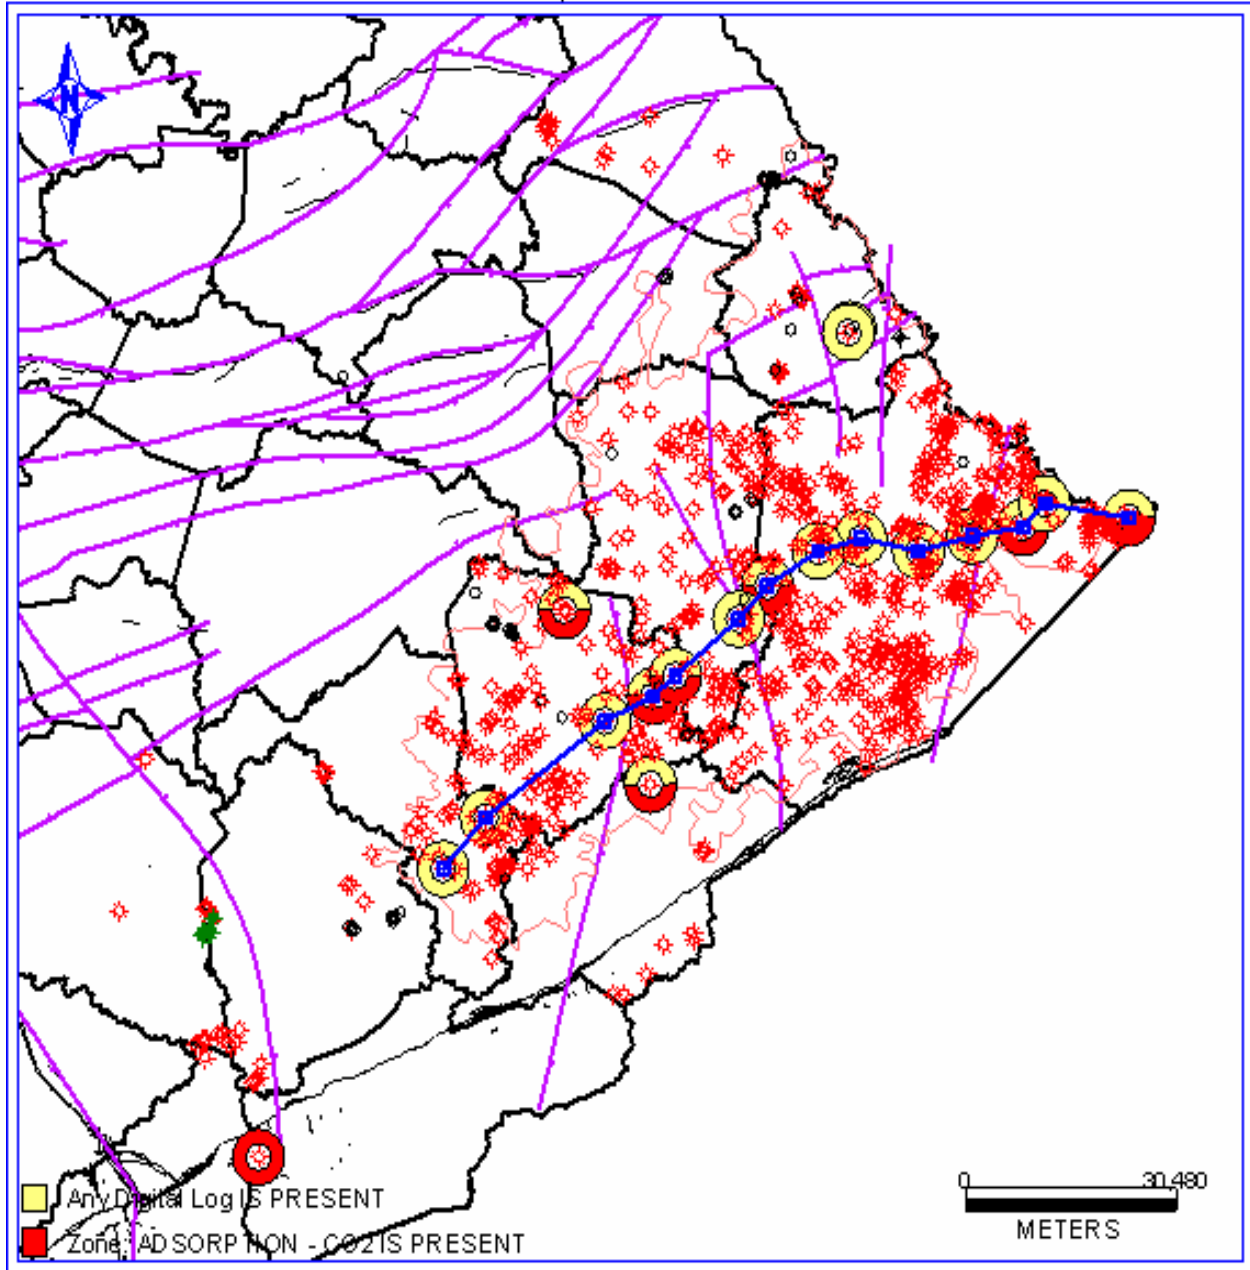 N
0 30,480
METERS
Any Digital Log IS PRESENT
Zone: ADSORPTION - CO2 IS PRESENT